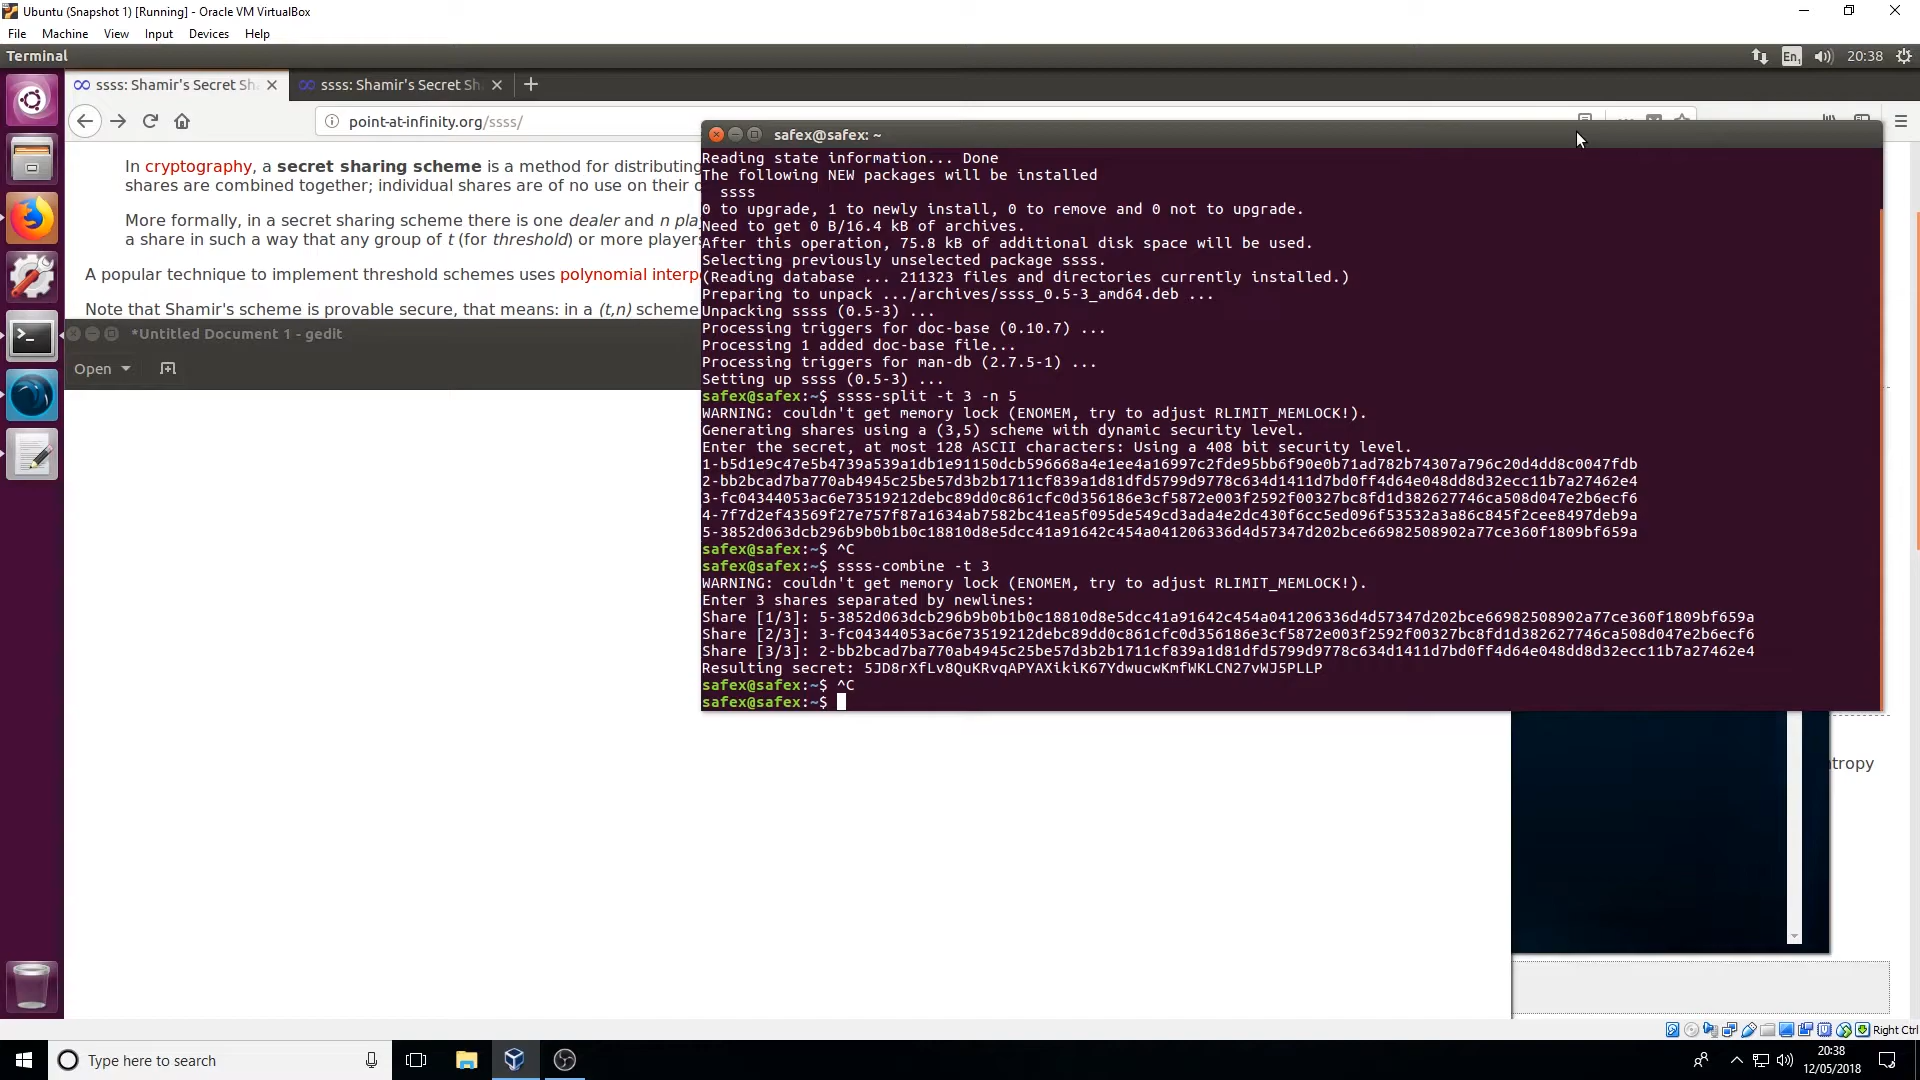 Ubuntu (Snapshot 1) [Running] - Oracle VM VirtualBox
File Machine View Input Devices Help
Terminal
En1
20:38
ssss: Shamir's Secret Sha
ssss: Shamir's Secret Sh
point-at-infinity.org/ssss/
In cryptography, a secret sharing scheme is a method for distributing
shares are combined together; individual shares are of no use on their o
More formally, in a secret sharing scheme there is one dealer and n pla
a share in such a way that any group of t (for threshold) or more players
A popular technique to implement threshold schemes uses polynomial interpo
Note that Shamir's scheme is provable secure, that means: in a (t,n) scheme
*Untitled Document 1 - gedit
Open
safex@safex: ~
Reading state information... Done
The following NEW packages will be installed
ssss
0 to upgrade, 1 to newly install, 0 to remove and 0 not to upgrade.
Need to get 0 B/16.4 kB of archives.
After this operation, 75.8 kB of additional disk space will be used.
Selecting previously unselected package ssss.
(Reading database ... 211323 files and directories currently installed.)
Preparing to unpack .../archives/ssss_0.5-3_amd64.deb ...
Unpacking ssss (0.5-3) ...
Processing triggers for doc-base (0.10.7) ...
Processing 1 added doc-base file...
Processing triggers for man-db (2.7.5-1) ...
Setting up ssss (0.5-3) ...
safex@safex:~$ ssss-split -t 3 -n 5
WARNING: couldn't get memory lock (ENOMEM, try to adjust RLIMIT_MEMLOCK!).
Generating shares using a (3,5) scheme with dynamic security level.
Enter the secret, at most 128 ASCII characters: Using a 408 bit security level.
1-b5d1e9c47e5b4739a539a1db1e91150dcb596668a4e1ee4a16997c2fde95bb6f90e0b71ad782b74307a796c20d4dd8c0047fdb
2-bb2bcad7ba770ab4945c25be57d3b2b1711cf839a1d81dfd5799d9778c634d1411d7bd0ff4d64e048dd8d32ecc11b7a27462e4
3-fc04344053ac6e73519212debc89dd0c861cfc0d356186e3cf5872e003f2592f00327bc8fd1d382627746ca508d047e2b6ecf6
4-7f7d2ef43569f27e757f87a1634ab7582bc41ea5f095de549cd3ada4e2dc430f6cc5ed096f53532a3a86c845f2cee8497deb9a
5-3852d063dcb296b9b0b1b0c18810d8e5dcc41a91642c454a041206336d4d57347d202bce66982508902a77ce360f1809bf659a
safex@safex:~$ ^C
safex@safex:~$ ssss-combine -t 3
WARNING: couldn't get memory lock (ENOMEM, try to adjust RLIMIT_MEMLOCK!).
Enter 3 shares separated by newlines:
Share [1/3]: 5-3852d063dcb296b9b0b1b0c18810d8e5dcc41a91642c454a041206336d4d57347d202bce66982508902a77ce360f1809bf659a
Share [2/3]: 3-fc04344053ac6e73519212debc89dd0c861cfc0d356186e3cf5872e003f2592f00327bc8fd1d382627746ca508d047e2b6ecf6
Share [3/3]: 2-bb2bcad7ba770ab4945c25be57d3b2b1711cf839a1d81dfd5799d9778c634d1411d7bd0ff4d64e048dd8d32ecc11b7a27462e4
Resulting secret: 5JD8rXfLv8QuKRvqAPYAXikiK67YdwucwKmfWKLCN27vWJ5PLLP
safex@safex:~$ ^C
safex@safex:~$
ntropy
Right Ctrl
Type here to search
20:38
12/05/2018